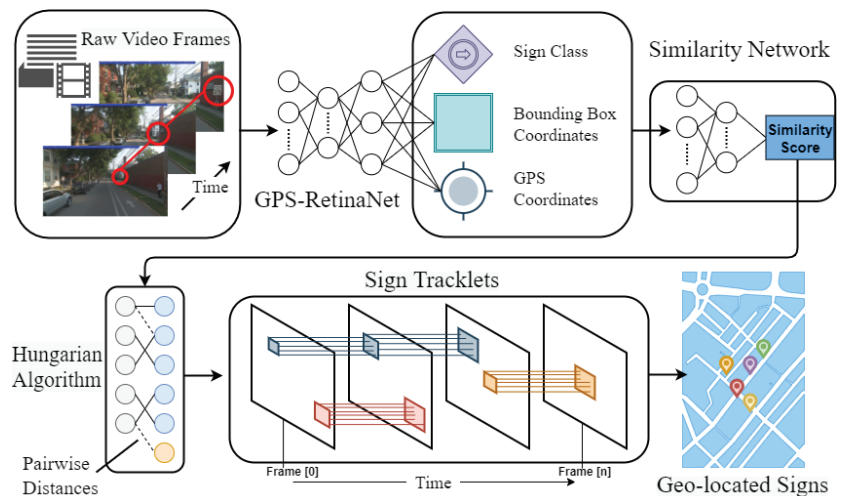 Raw Video Frames
Time
GPS-RetinaNet
Sign Class
Bounding Box
Coordinates
GPS
Coordinates
Similarity Network
Similarity
Score
Hungarian
Algorithm
Pairwise
Distances
Sign Tracklets
Frame [0]
Time
Frame [n]
Geo-located Signs